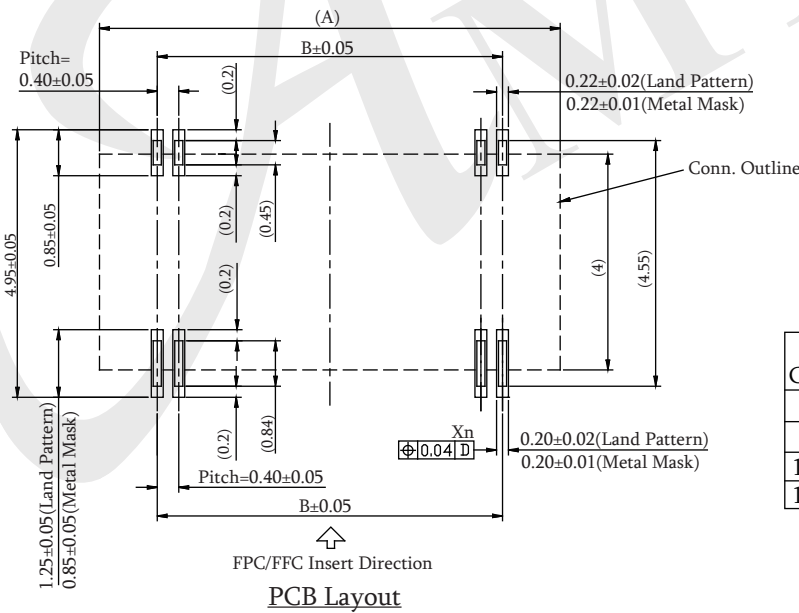 (A)
B±0.05
Pitch=
0.40±0.05
(0.2)
0.22±0.02(Land Pattern)
0.22±0.01(Metal Mask)
Conn. Outline
4.95±0.05
0.85±0.05
(0.2)
(0.45)
(4)
(4.55)
(0.2)
1.25±0.05(Land Pattern)
0.85±0.05(Metal Mask)
(0.2)
(0.84)
Xn
⌖ 0.04 D
0.20±0.02(Land Pattern)
0.20±0.01(Metal Mask)
Pitch=0.40±0.05
B±0.05
FPC/FFC Insert Direction
PCB Layout
C
1
1